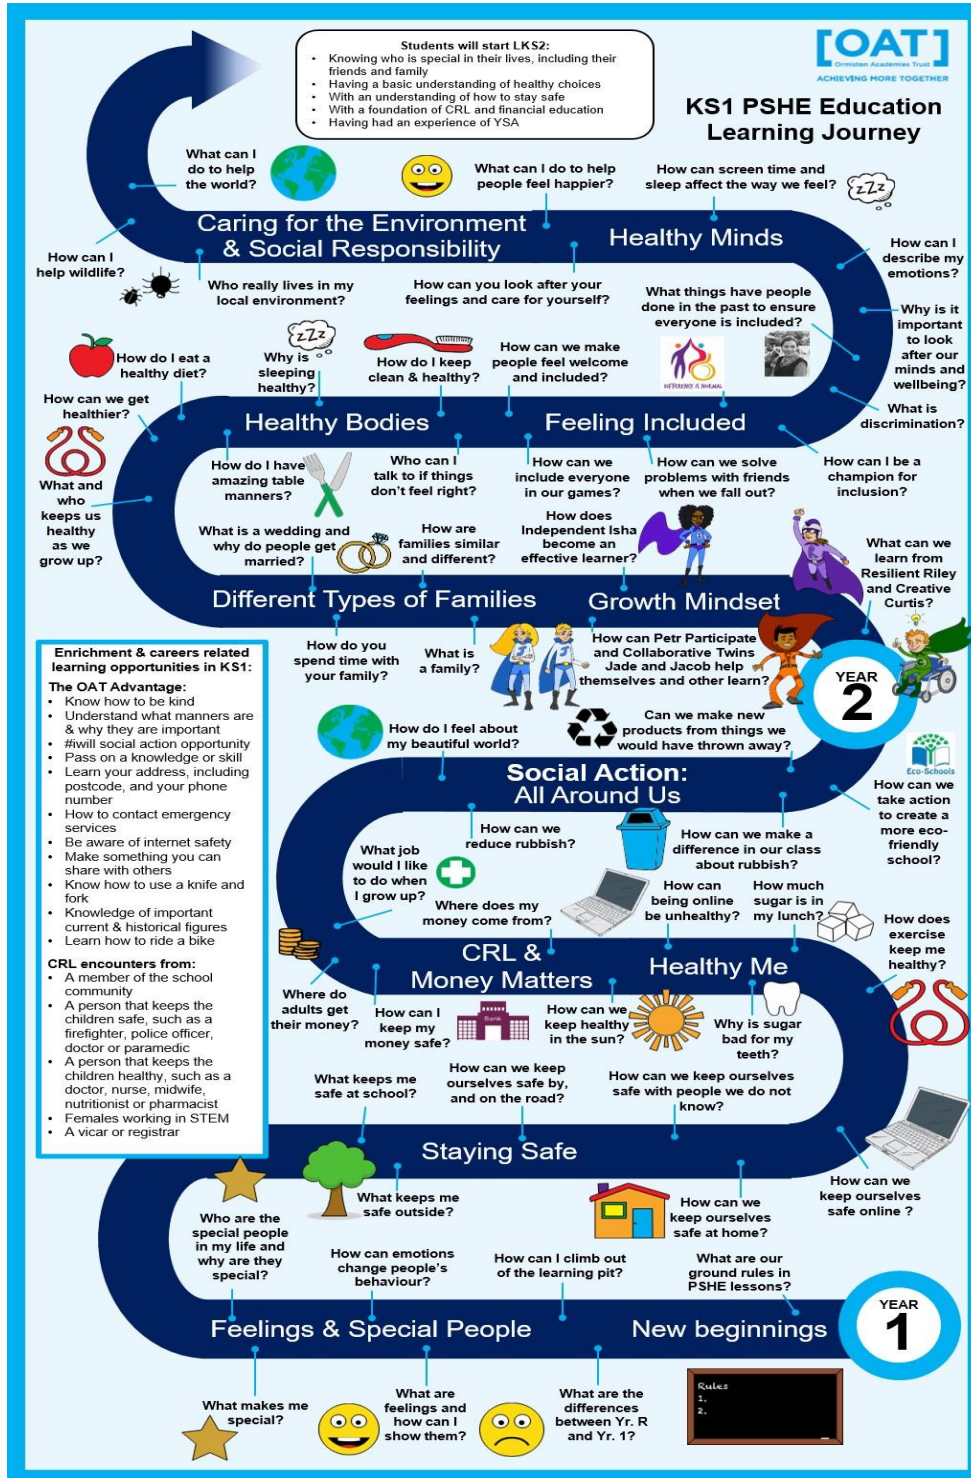 Students will start LKS2:
• Knowing who is special in their lives, including their
friends and family
• Having a basic understanding of healthy choices
• With an understanding of how to stay safe
• With a foundation of CRL and financial education
• Having had an experience of YSA
[OAT]
Ormiston Academies Trust
ACHIEVING MORE TOGETHER
KS1 PSHE Education
Learning Journey
What can I
do to help
the world?
What can I do to help
people feel happier?
How can screen time and
sleep affect the way we feel?
zZz
Caring for the Environment
& Social Responsibility
Healthy Minds
How can I
help wildlife?
Who really lives in my
local environment?
How can you look after your
feelings and care for yourself?
What things have people
done in the past to ensure
everyone is included?
How can I
describe my
emotions?
Why is it
important
to look
after our
minds and
wellbeing?
What is
discrimination?
DIFFERENCE IS NORMAL
How do I eat a
healthy diet?
zZz
Why is
sleeping
healthy?
How do I keep
clean & healthy?
How can we make
people feel welcome
and included?
How can we get
healthier?
Healthy Bodies
Feeling Included
What and
who
keeps us
healthy
as we
grow up?
How do I have
amazing table
manners?
Who can I
talk to if things
don't feel right?
How can we
include everyone
in our games?
How can we solve
problems with friends
when we fall out?
How can I be a
champion for
inclusion?
What is a wedding and
why do people get
married?
How are
families similar
and different?
How does
Independent Isha
become an
effective learner?
What can we
learn from
Resilient Riley
and Creative
Curtis?
Different Types of Families
Growth Mindset
How do you
spend time with
your family?
What is
a family?
J
J
How can Petr Participate
and Collaborative Twins
Jade and Jacob help
themselves and other learn?
YEAR
2
Enrichment & careers related
learning opportunities in KS1:
The OAT Advantage:
• Know how to be kind
• Understand what manners are
& why they are important
• #iwill social action opportunity
• Pass on a knowledge or skill
• Learn your address, including
postcode, and your phone
number
• How to contact emergency
services
• Be aware of internet safety
• Make something you can
share with others
• Know how to use a knife and
fork
• Knowledge of important
current & historical figures
• Learn how to ride a bike
CRL encounters from:
• A member of the school
community
• A person that keeps the
children safe, such as a
firefighter, police officer,
doctor or paramedic
• A person that keeps the
children healthy, such as a
doctor, nurse, midwife,
nutritionist or pharmacist
• Females working in STEM
• A vicar or registrar
How do I feel about
my beautiful world?
Can we make new
products from things we
would have thrown away?
Eco-Schools
Social Action:
All Around Us
How can we
take action
to create a
more eco-
friendly
school?
How can we
reduce rubbish?
How can we make a
difference in our class
about rubbish?
What job
would I like
to do when
I grow up?
Where does my
money come from?
How can
being online
be unhealthy?
How much
sugar is in
my lunch?
How does
exercise
keep me
healthy?
CRL &
Money Matters
Healthy Me
Where do
adults get
their money?
How can I
keep my
money safe?
Bank
How can we
keep healthy
in the sun?
Why is sugar
bad for my
teeth?
What keeps me
safe at school?
How can we keep
ourselves safe by,
and on the road?
How can we keep ourselves
safe with people we do not
know?
Staying Safe
What keeps me
safe outside?
How can we
keep ourselves
safe at home?
How can we
keep ourselves
safe online ?
Who are the
special people
in my life and
why are they
special?
How can emotions
change people's
behaviour?
How can I climb out
of the learning pit?
What are our
ground rules in
PSHE lessons?
Feelings & Special People
New beginnings
YEAR
1
What makes me
special?
What are
feelings and
how can I
show them?
What are the
differences
between Yr. R
and Yr. 1?
Rules
1.
2.